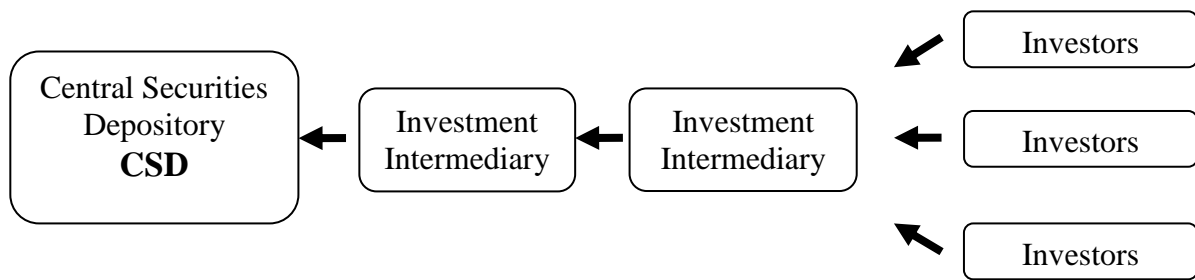 Central Securities
Depository
CSD
Investment
Intermediary
Investment
Intermediary
Investors
Investors
Investors